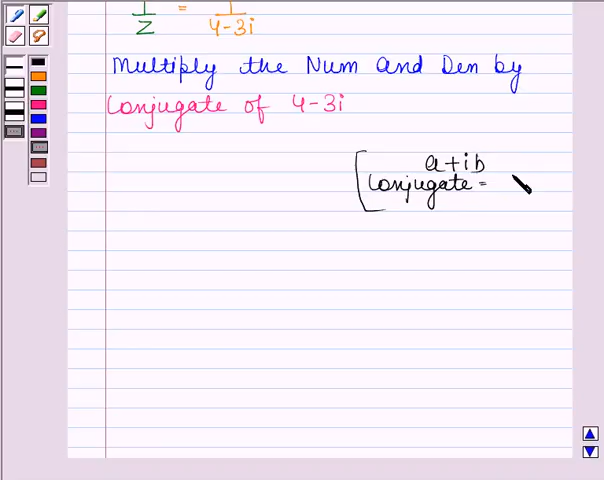 1/Z = 1/4-3i
Multiply the Num and Den by
Conjugate of 4-3i
a+ib
Conjugate =